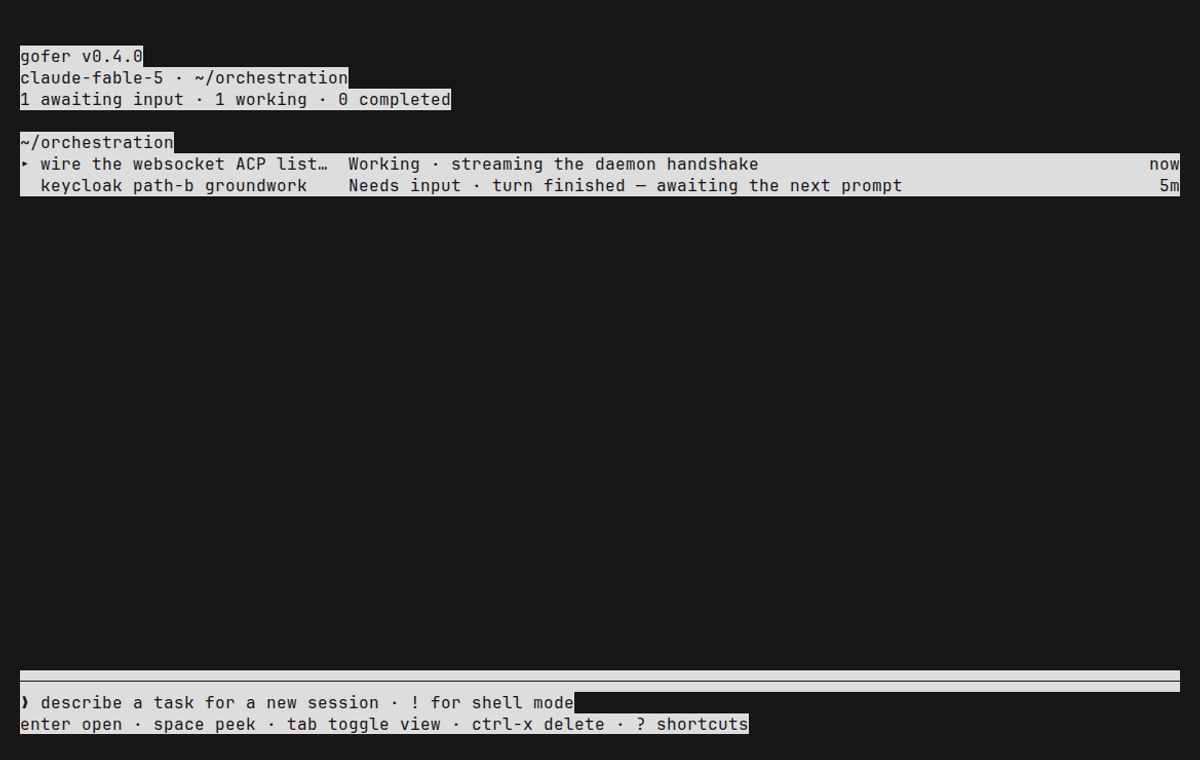 gofer v0.4.0
claude-fable-5 · ~/orchestration
1 awaiting input · 1 working · 0 completed
~/orchestration
▸ wire the websocket ACP list… Working · streaming the daemon handshake now
keycloak path-b groundwork Needs input · turn finished — awaiting the next prompt 5m
❯ describe a task for a new session · ! for shell mode
enter open · space peek · tab toggle view · ctrl-x delete · ? shortcuts